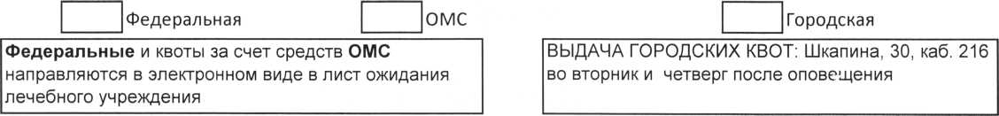 Федеральная ОМС Городская
Федеральные и квоты за счет средств ОМС
направляются в электронном виде в лист ожидания
лечебного учреждения
ВЫДАЧА ГОРОДСКИХ КВОТ: Шкапина, 30, каб. 216
во вторник и четверг после оповещения